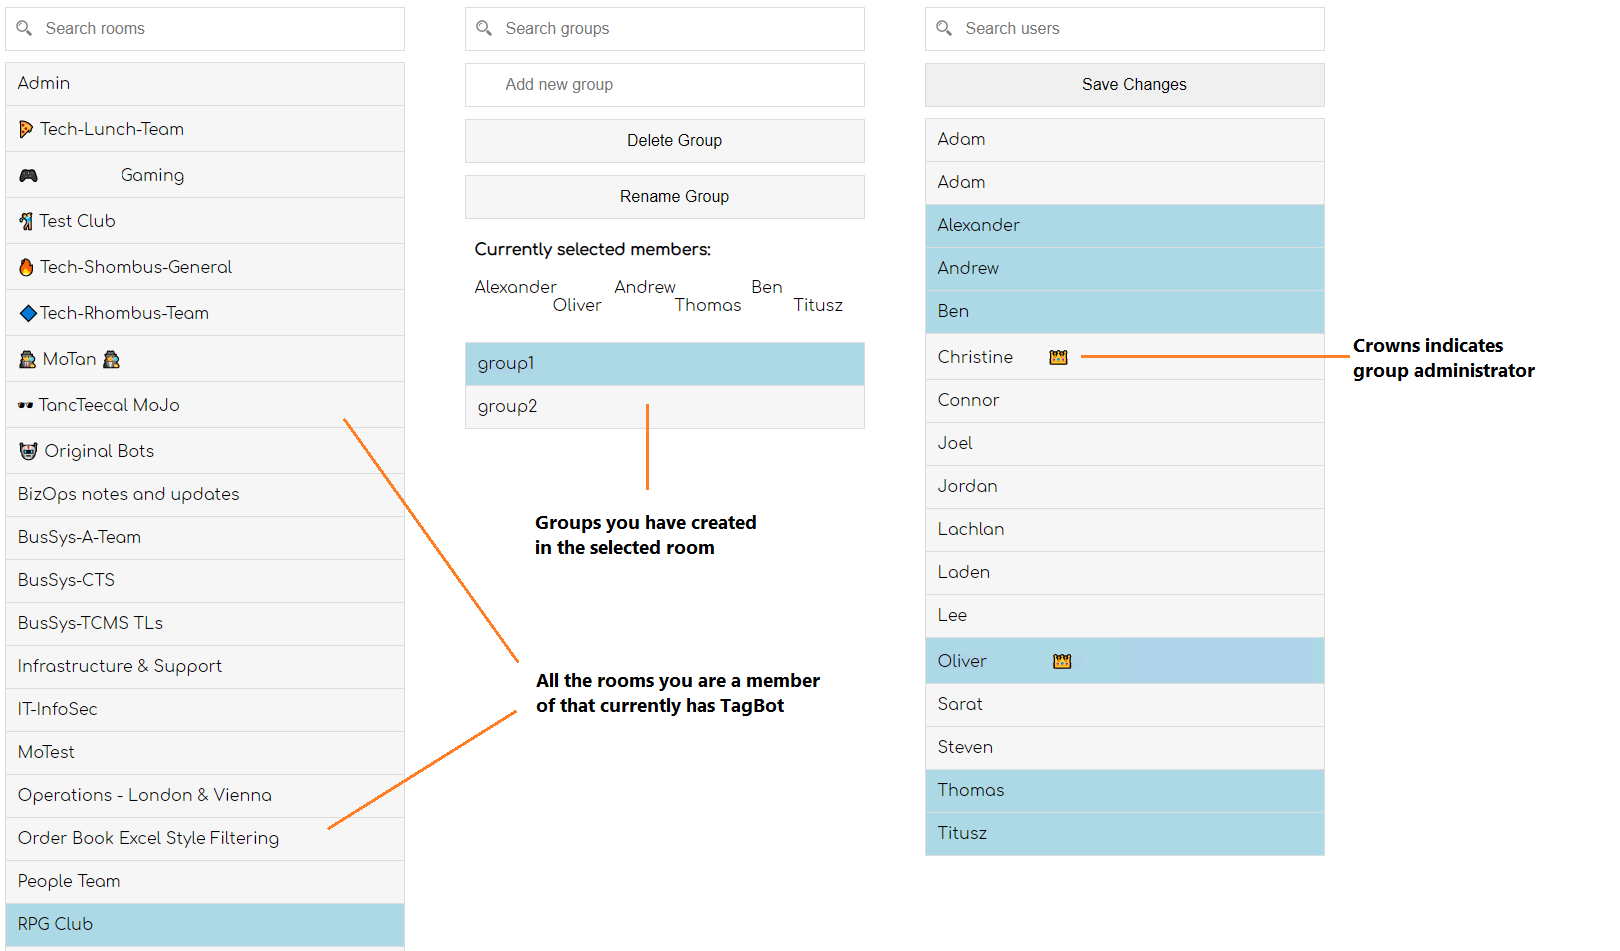 Search rooms
Admin
Tech-Lunch-Team
Gaming
Test Club
Tech-Shombus-General
Tech-Rhombus-Team
MoTan
TancTeecal MoJo
Original Bots
BizOps notes and updates
BusSys-A-Team
BusSys-CTS
BusSys-TCMS TLs
Infrastructure & Support
IT-InfoSec
MoTest
Operations - London & Vienna
Order Book Excel Style Filtering
People Team
RPG Club
Search groups
Add new group
Delete Group
Rename Group
Currently selected members:
Alexander Andrew Ben
Oliver Thomas Titusz
group1
group2
Groups you have created
in the selected room
All the rooms you are a member
of that currently has TagBot
Search users
Save Changes
Adam
Adam
Alexander
Andrew
Ben
Christine
Connor
Joel
Jordan
Lachlan
Laden
Lee
Oliver
Sarat
Steven
Thomas
Titusz
Crowns indicates
group administrator